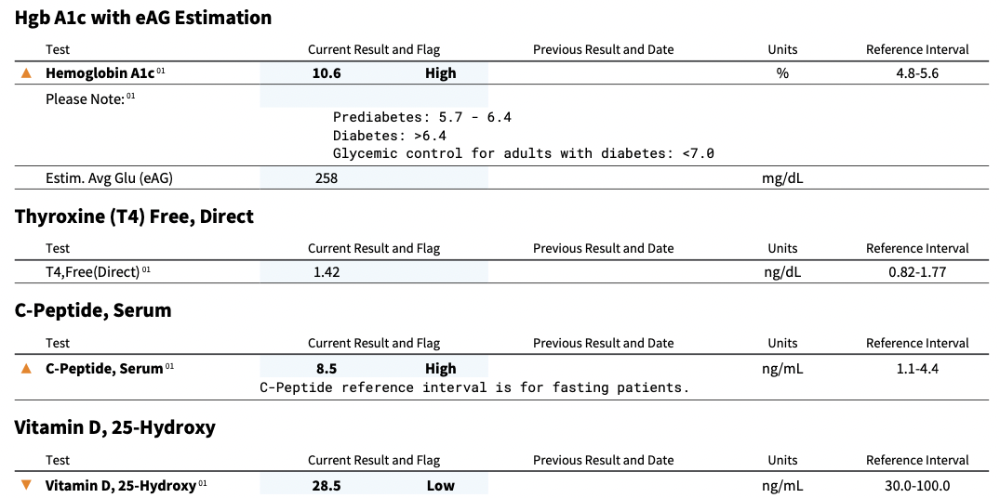 Hgb A1c with eAG Estimation
Test Current Result and Flag Previous Result and Date Units Reference Interval
▲ Hemoglobin A1c 01 10.6 High % 4.8-5.6
Please Note: 01
Prediabetes: 5.7 - 6.4
Diabetes: >6.4
Glycemic control for adults with diabetes: <7.0
Estim. Avg Glu (eAG) 258 mg/dL
Thyroxine (T4) Free, Direct
Test Current Result and Flag Previous Result and Date Units Reference Interval
T4,Free(Direct) 01 1.42 ng/dL 0.82-1.77
C-Peptide, Serum
Test Current Result and Flag Previous Result and Date Units Reference Interval
▲ C-Peptide, Serum 01 8.5 High ng/mL 1.1-4.4
C-Peptide reference interval is for fasting patients.
Vitamin D, 25-Hydroxy
Test Current Result and Flag Previous Result and Date Units Reference Interval
▼ Vitamin D, 25-Hydroxy 01 28.5 Low ng/mL 30.0-100.0